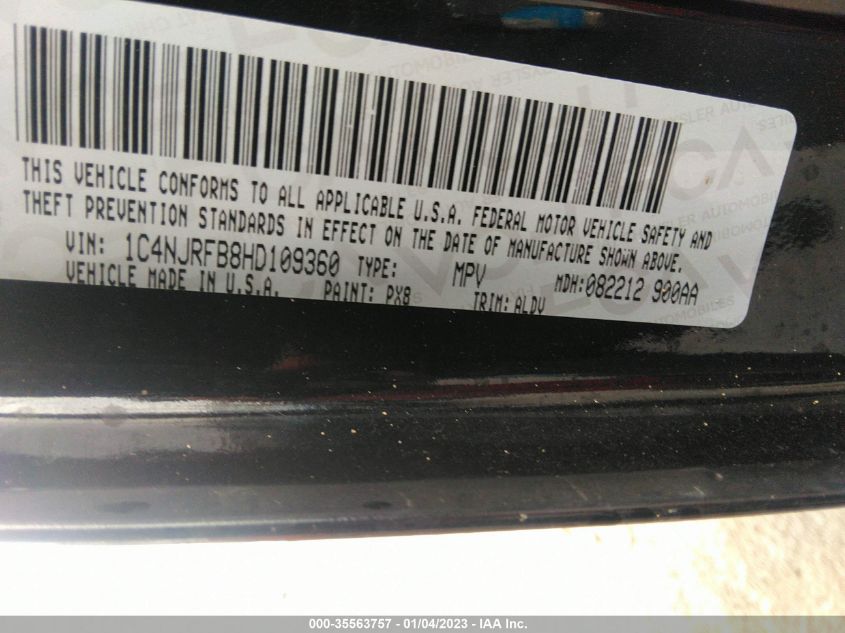 THIS VEHICLE CONFORMS TO ALL APPLICABLE U.S.A. FEDERAL MOTOR VEHICLE SAFETY AND
THEFT PREVENTION STANDARDS IN EFFECT ON THE DATE OF MANUFACTURE SHOWN ABOVE.
VIN: 1C4NJRFB8HD109360 TYPE: MPV MDH:082212 900AA
VEHICLE MADE IN U.S.A. PAINT: PX8 TRIM: ALDV
000-35563757 - 01/04/2023 - IAA Inc.